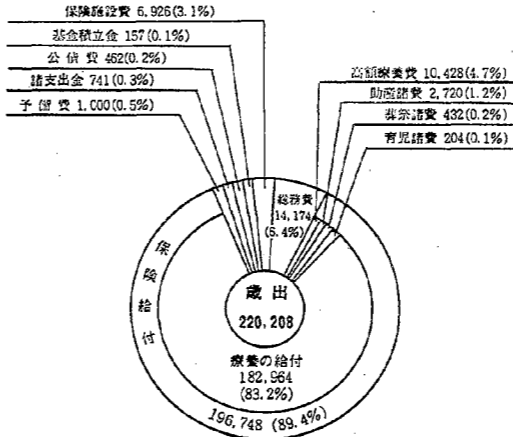 保険施設費 6,926(3.1%)
基金積立金 157(0.1%)
公債費 462(0.2%)
諸支出金 741(0.3%)
予備費 1,000(0.5%)
高額療養費 10,428(4.7%)
助産諸費 2,720(1.2%)
葬祭諸費 432(0.2%)
育児諸費 204(0.1%)
総務費
14,174
(6.4%)
保険給付
歳出
220,208
療養の給付
182,964
(83.2%)
196,748 (89.4%)